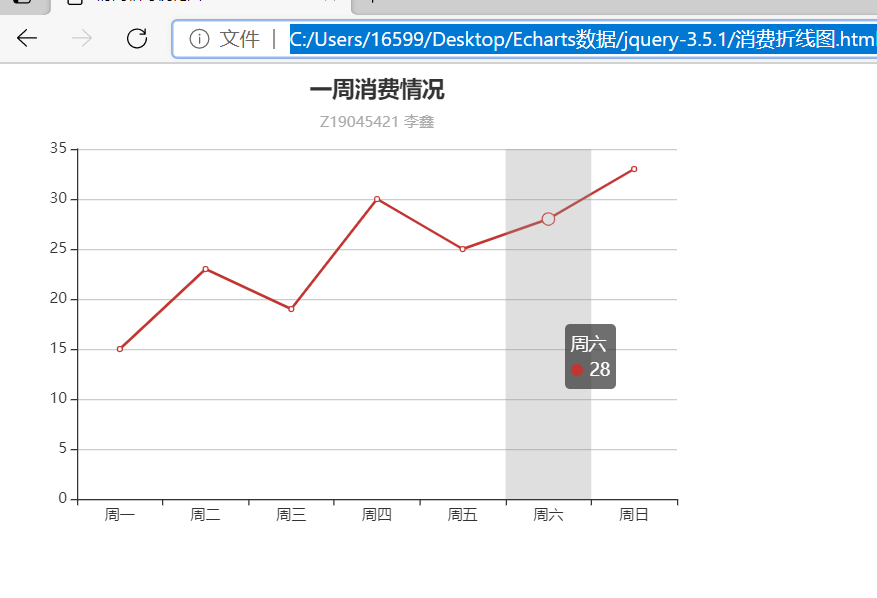 文件 | C:/Users/16599/Desktop/Echarts数据/jquery-3.5.1/消费折线图.html
一周消费情况
Z19045421 李鑫
35
30
25
20
15
10
5
0
周六
28
周一 周二 周三 周四 周五 周六 周日